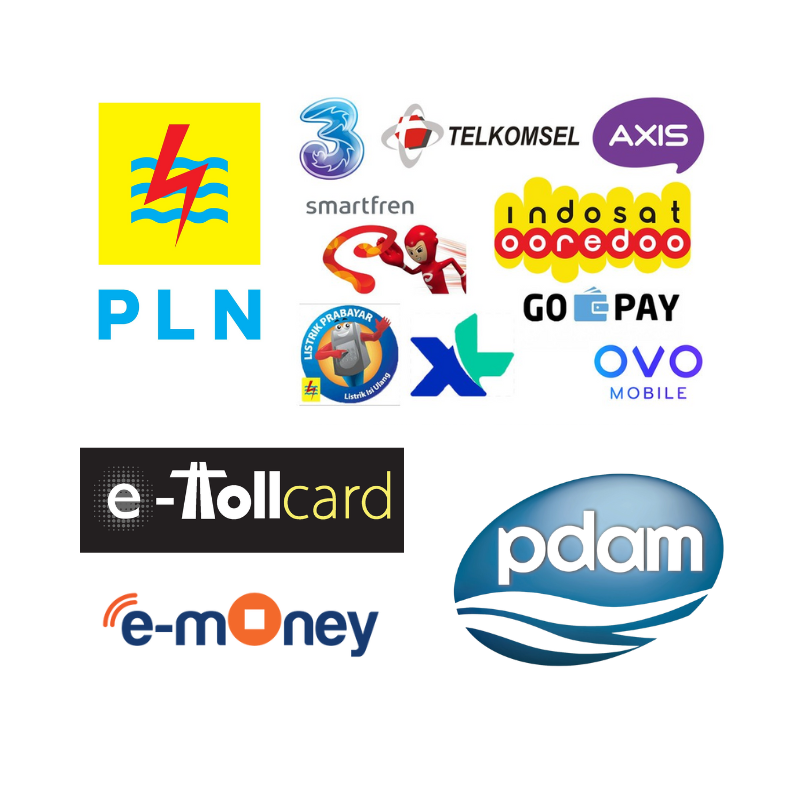 PLN
3
TELKOMSEL
AXIS
smartfren
indosat
ooredoo
GO PAY
LISTRIK PRABAYAR
Listrik Isi Ulang
XL
OVO
MOBILE
e-Tollcard
e-money
pdam